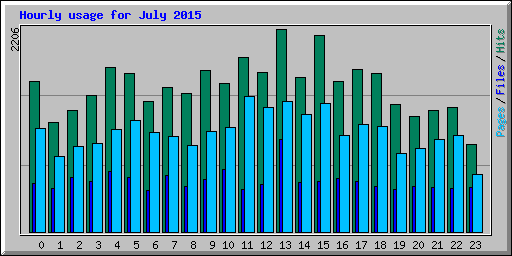 Hourly usage for July 2015
2206
Pages/Files/Hits
0 1 2 3 4 5 6 7 8 9 10 11 12 13 14 15 16 17 18 19 20 21 22 23